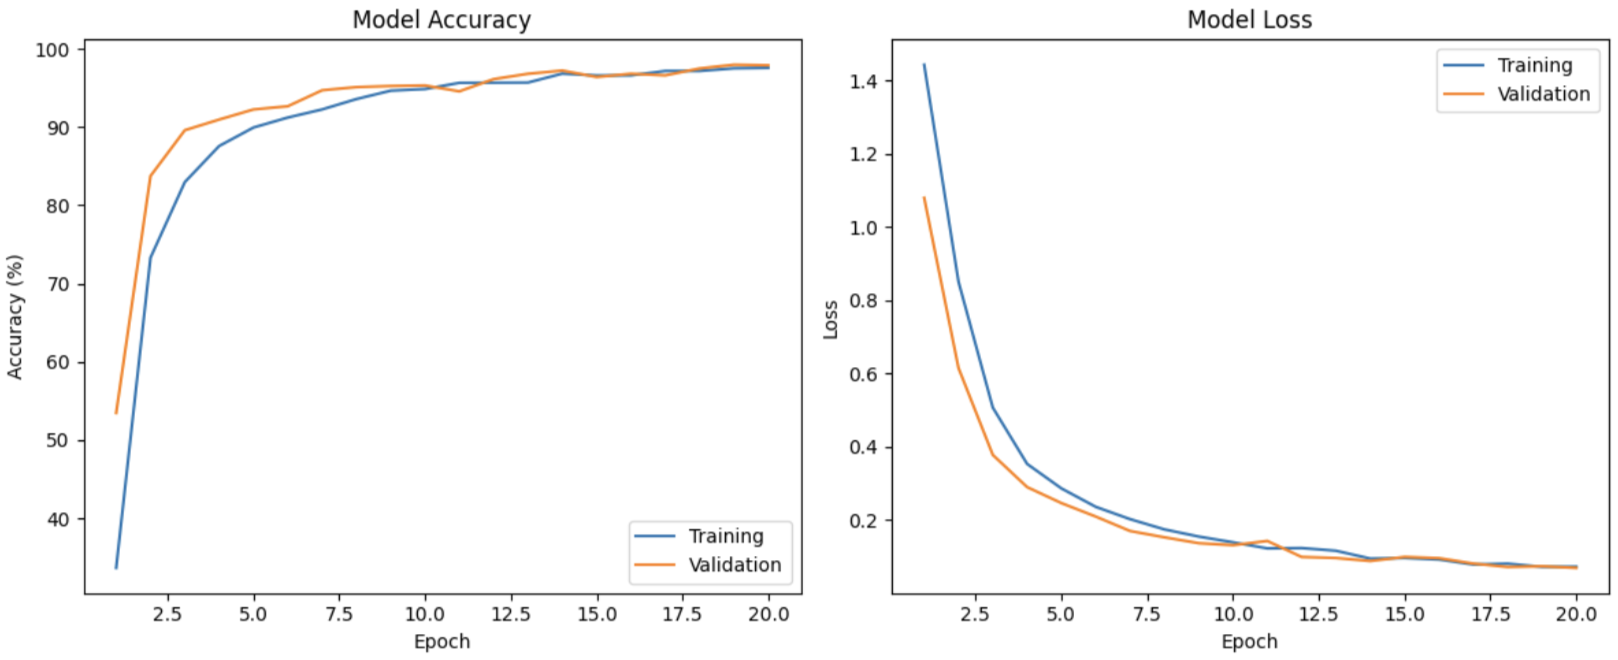 Model Accuracy
100
90
80
70
60
50
40
Accuracy (%)
Training
Validation
2.5 5.0 7.5 10.0 12.5 15.0 17.5 20.0
Epoch
Model Loss
1.4
1.2
1.0
0.8
0.6
0.4
0.2
Loss
Training
Validation
2.5 5.0 7.5 10.0 12.5 15.0 17.5 20.0
Epoch